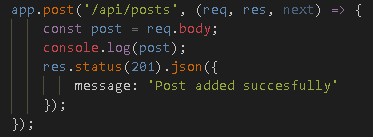 app.post('/api/posts', (req, res, next) => {
    const post = req.body;
    console.log(post);
    res.status(201).json({
        message: 'Post added succesfully'
    });
});